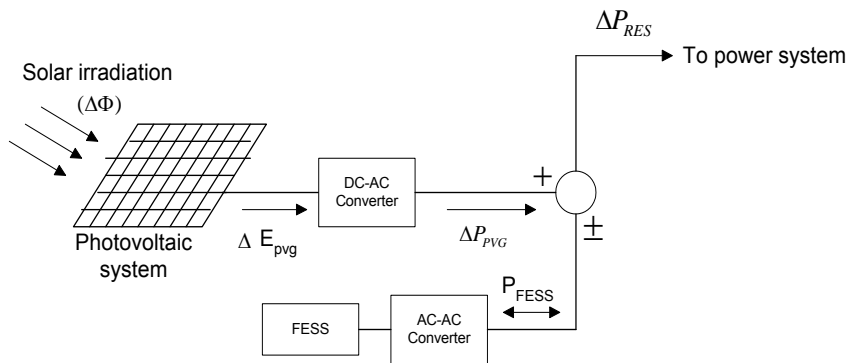 ΔP_RES
To power system
Solar irradiation
(ΔΦ)
DC-AC
Converter
+
±
Δ E_pvg
ΔP_PVG
Photovoltaic
system
P_FESS
FESS
AC-AC
Converter